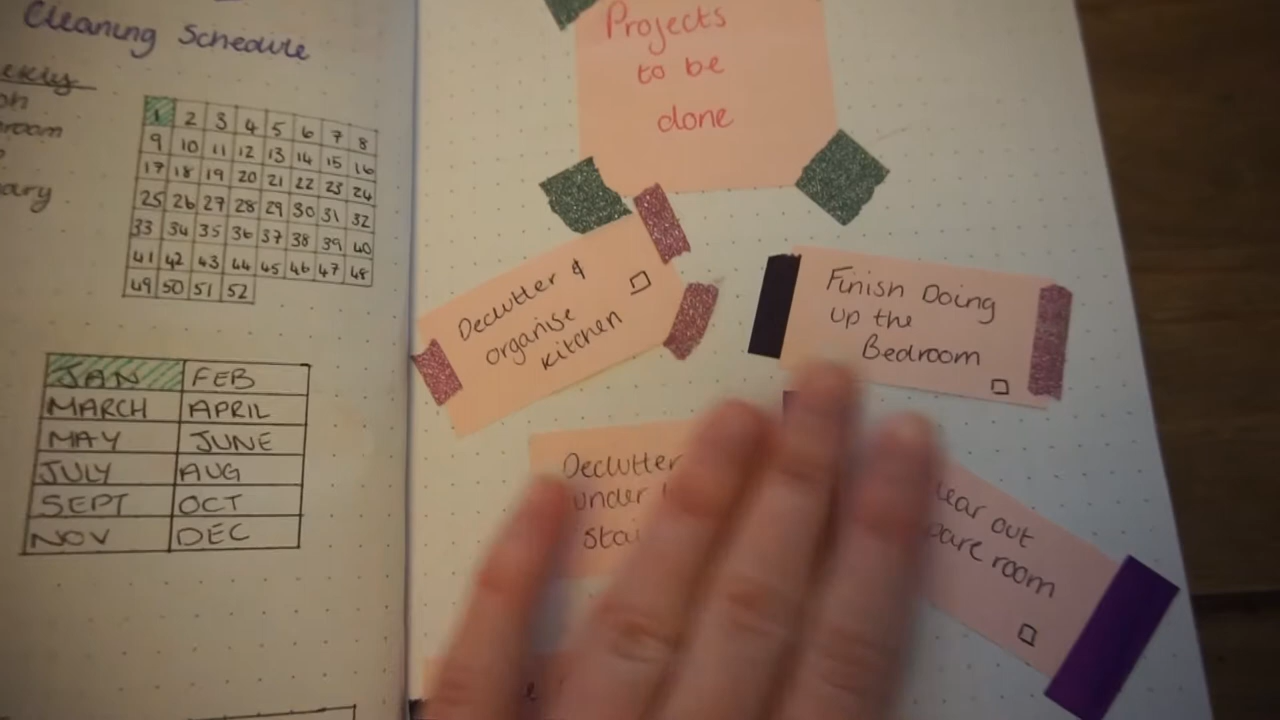 Cleaning Schedule
1 2 3 4 5 6 7 8
9 10 11 12 13 14 15 16
17 18 19 20 21 22 23 24
25 26 27 28 29 30 31 32
33 34 35 36 37 38 39 40
41 42 43 44 45 46 47 48
49 50 51 52
JAN FEB
MARCH APRIL
MAY JUNE
JULY AUG
SEPT OCT
NOV DEC
Projects
to be
done
Declutter &
organise
kitchen
Finish Doing
up the
Bedroom
Declutter
under
out
room